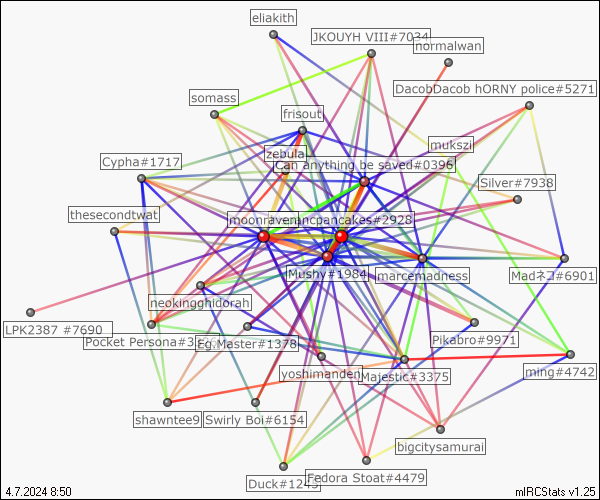 eliakith
JKOUYH VIII#7034
normalwan
DacobDacob hORNY police#5271
somass
frisout
mukszi
zebula
Can anything be saved#0396
Cypha#1717
Silver#7938
thesecondtwat
moonraven
ancpancakes#2928
Mushy#1984
marcemadness
Madネコ#6901
neokingghidorah
LPK2387 #7690
Pocket Persona#3
Eg.Master#1378
Pikabro#9971
yoshimanden
Majestic#3375
ming#4742
shawntee9
Swirly Boi#6154
bigcitysamurai
Duck#1245
Fedora Stoat#4479
4.7.2024 8:50
mIRCStats v1.25